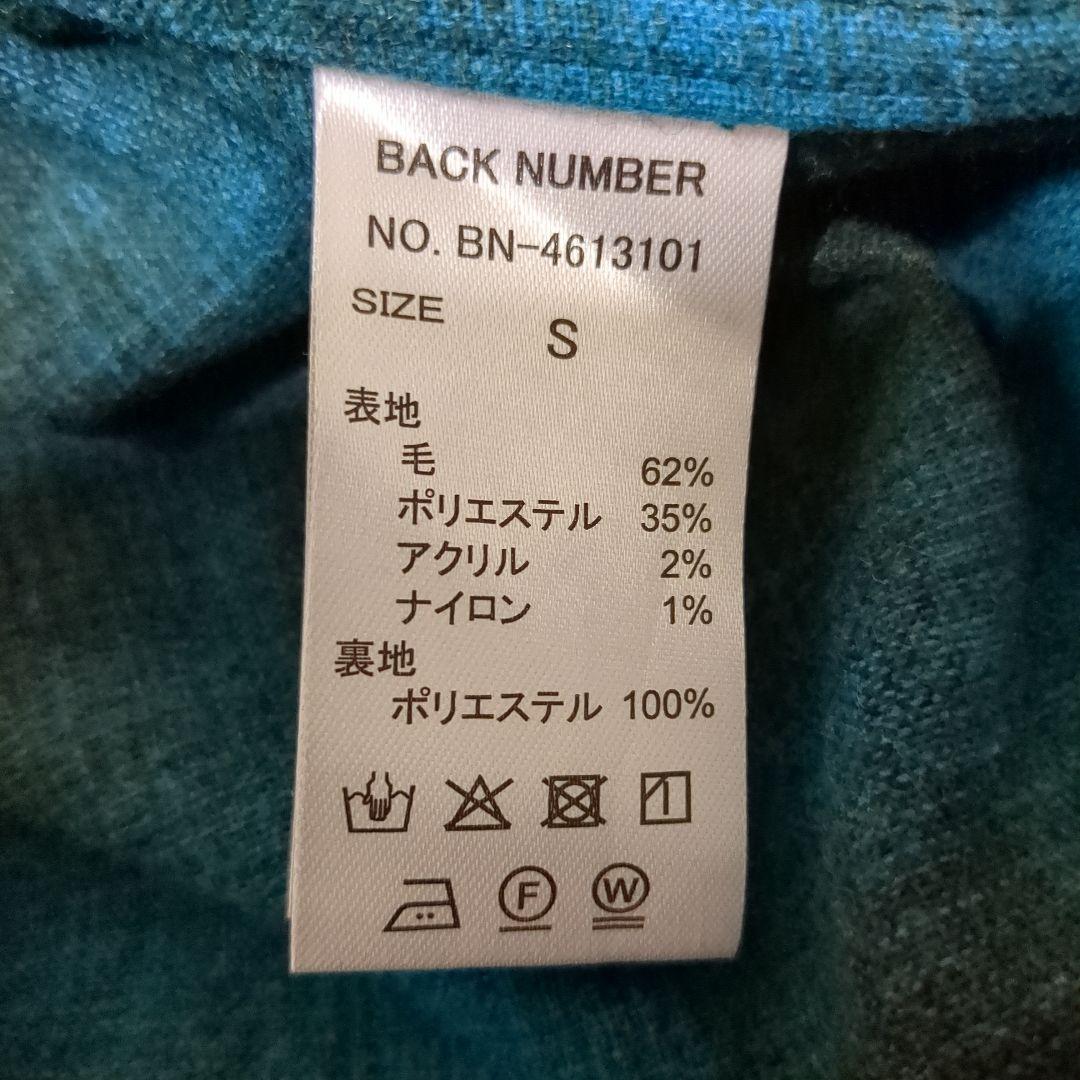 BACK NUMBER
NO. BN-4613101
SIZE S
表地
毛 62%
ポリエステル 35%
アクリル 2%
ナイロン 1%
裏地
ポリエステル 100%
F W